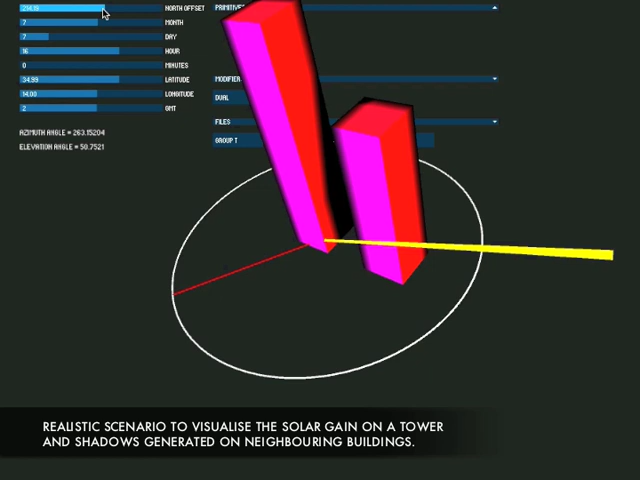 214.19 NORTH OFFSET
7 MONTH
7 DAY
16 HOUR
0 MINUTES
34.99 LATITUDE
14.00 LONGITUDE
2 GMT
AZIMUTH ANGLE = 263.15204
ELEVATION ANGLE = 50.7521
PRIMITIVE
MODIFIER
DUAL
FILES
GROUP T
REALISTIC SCENARIO TO VISUALISE THE SOLAR GAIN ON A TOWER
AND SHADOWS GENERATED ON NEIGHBOURING BUILDINGS.